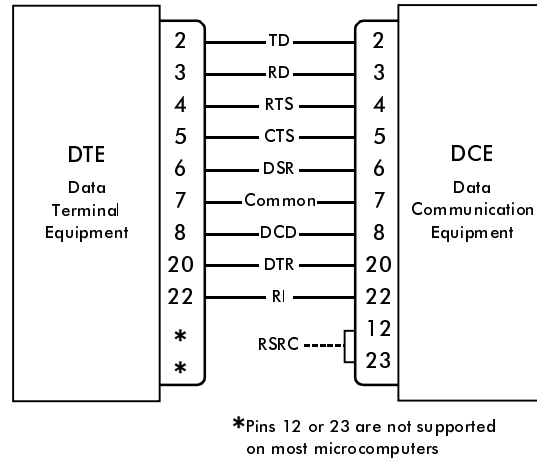 2 TD 2
3 RD 3
4 RTS 4
5 CTS 5
DTE
Data
Terminal
Equipment
6 DSR 6
7 Common 7
8 DCD 8
20 DTR 20
22 RI 22
DCE
Data
Communication
Equipment
* RSRC 12
* 23
*Pins 12 or 23 are not supported
on most microcomputers